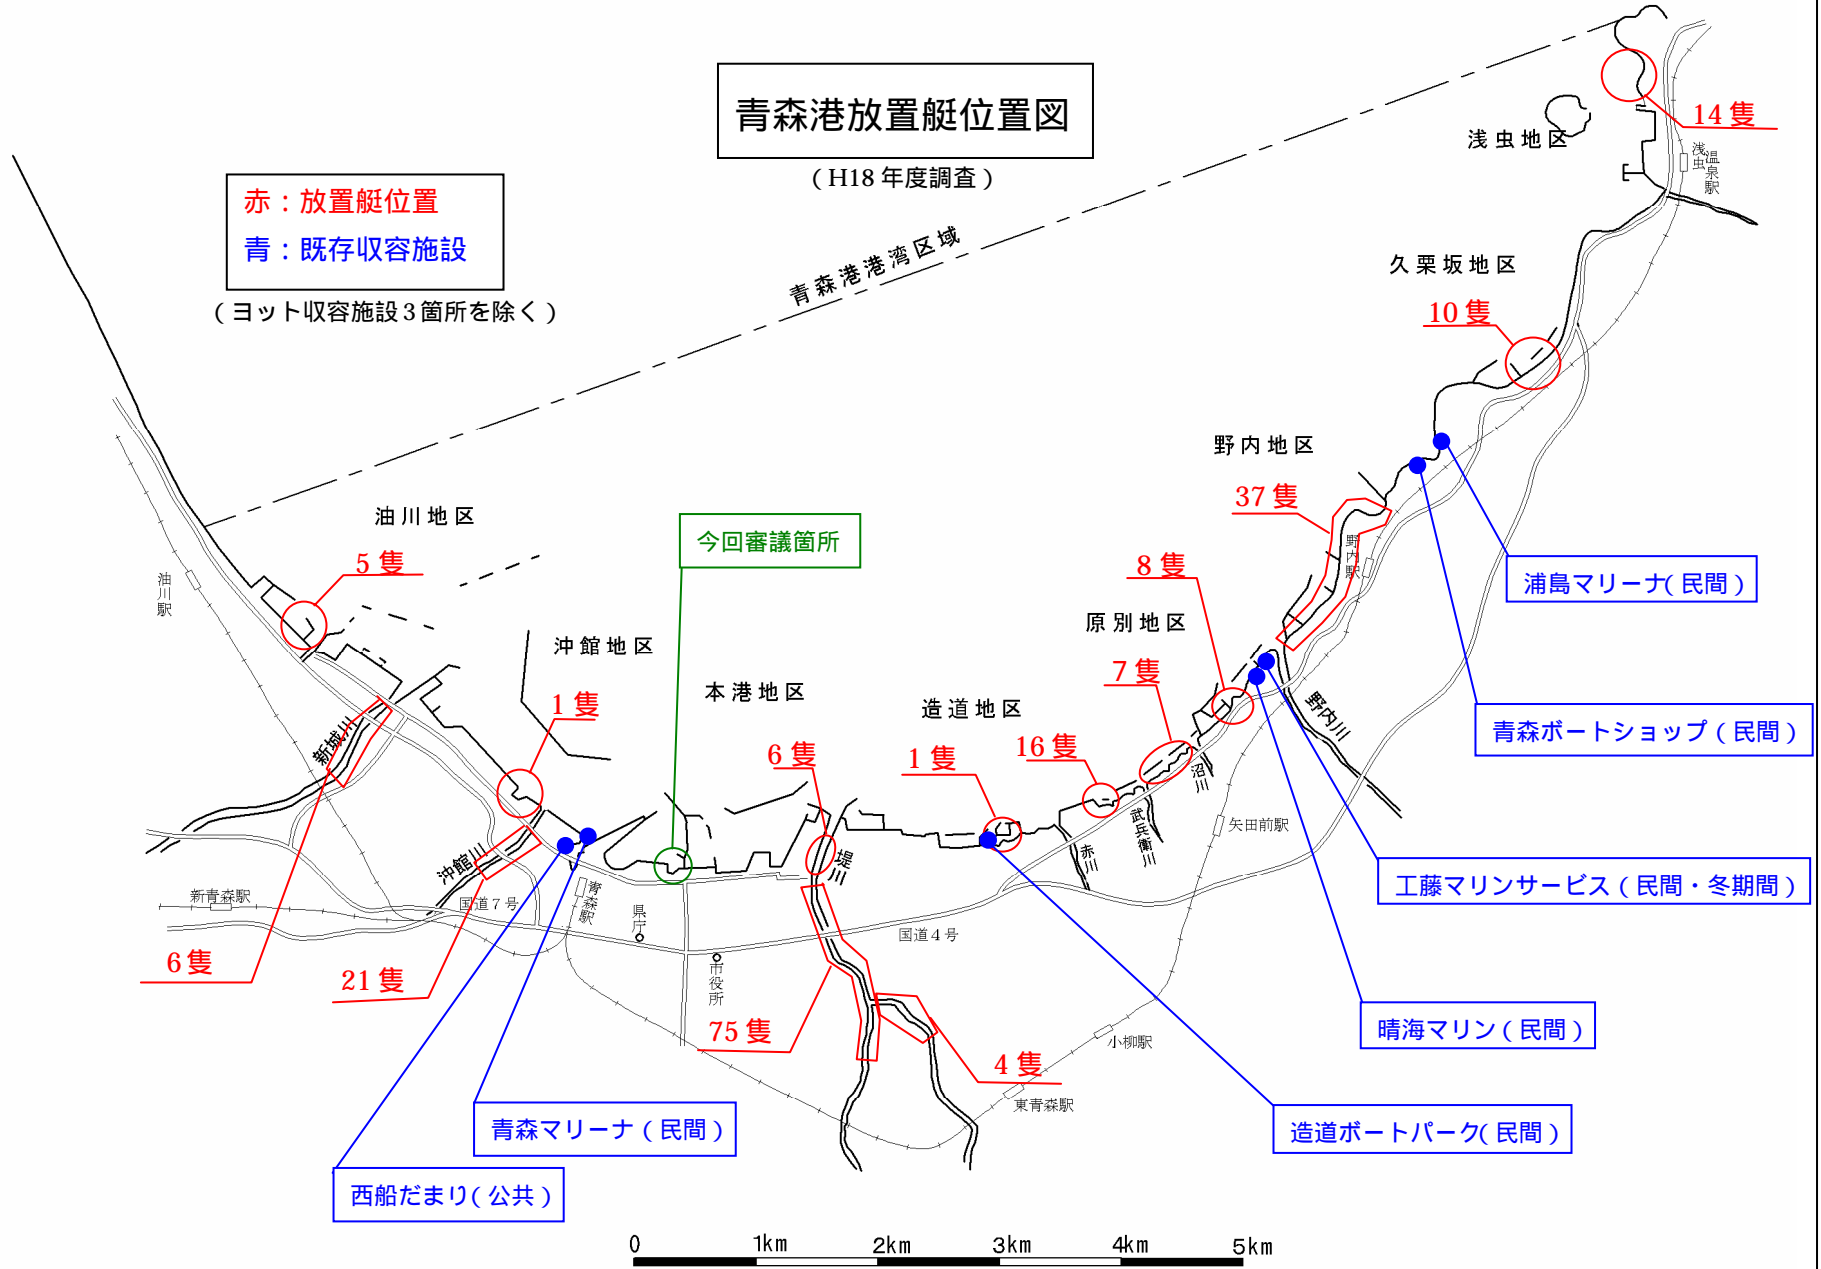 青森港放置艇位置図
(H18年度調査)
赤:放置艇位置
青:既存収容施設
(ヨット収容施設3箇所を除く)
青森港港湾区域
浅虫地区
14隻
浅虫温泉駅
久栗坂地区
10隻
野内地区
37隻
野内駅
浦島マリーナ(民間)
油川地区
5隻
油川駅
今回審議箇所
8隻
原別地区
沖館地区
本港地区
造道地区
7隻
1隻
新城川
6隻
1隻
16隻
沼川
野内川
青森ボートショップ(民間)
武兵衛川
矢田前駅
赤川
堤川
沖館川
新青森駅
国道7号
青森駅
県庁
国道4号
工藤マリンサービス(民間・冬期間)
6隻
21隻
市役所
75隻
4隻
小柳駅
晴海マリン(民間)
東青森駅
青森マリーナ(民間)
造道ボートパーク(民間)
西船だまり(公共)
0 1km 2km 3km 4km 5km